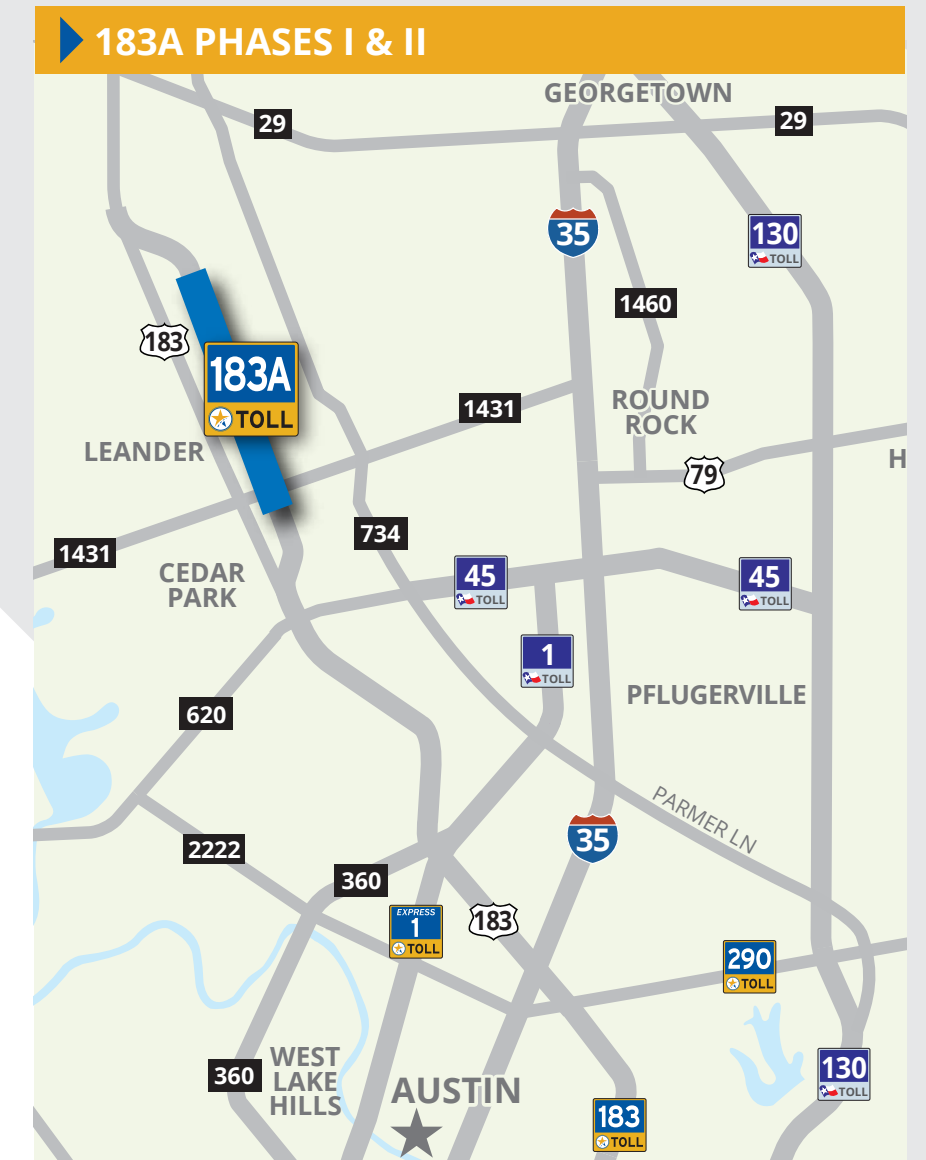 183A PHASES I & II
GEORGETOWN
29
29
35
130
TOLL
1460
183
183A
TOLL
1431
ROUND
ROCK
LEANDER
79
H
734
1431
CEDAR
PARK
45
TOLL
45
TOLL
1
TOLL
PFLUGERVILLE
620
PARMER LN
35
2222
360
EXPRESS
1
TOLL
183
290
TOLL
WEST
LAKE
HILLS
360
AUSTIN
130
TOLL
183
TOLL